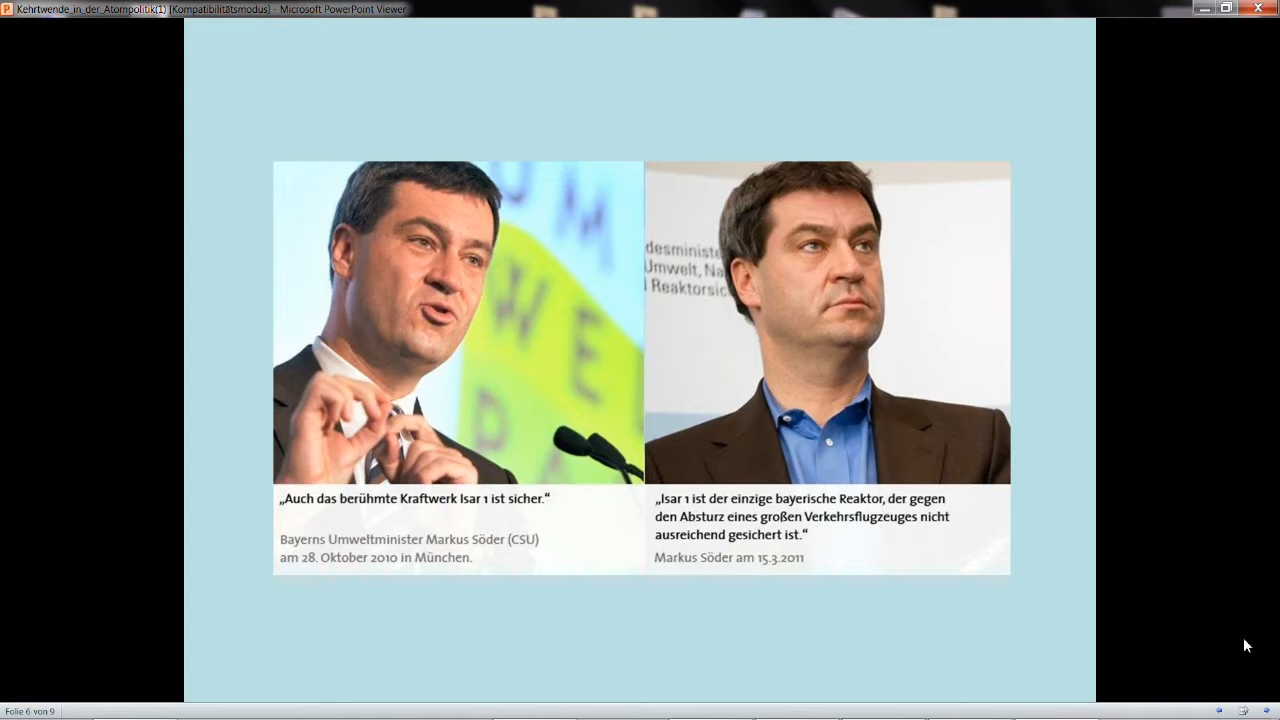 Kehrtwende_in_der_Atompolitik(1) [Kompatibilitätsmodus] - Microsoft PowerPoint Viewer
UM
WE
PA
desministe
Umwelt, Na
d Reaktorsic
„Auch das berühmte Kraftwerk Isar 1 ist sicher.“
Bayerns Umweltminister Markus Söder (CSU)
am 28. Oktober 2010 in München.
„Isar 1 ist der einzige bayerische Reaktor, der gegen
den Absturz eines großen Verkehrsflugzeuges nicht
ausreichend gesichert ist.“
Markus Söder am 15.3.2011
Folie 6 von 9